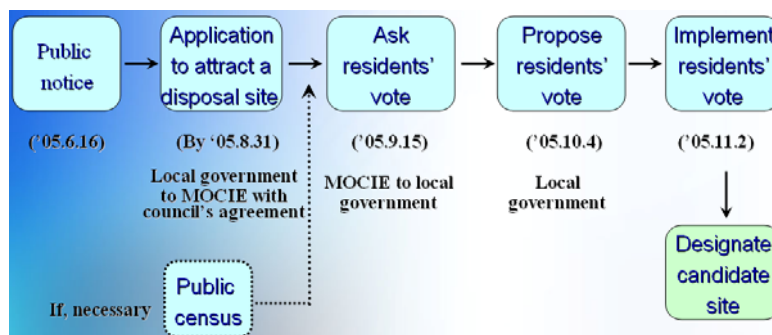 Public
notice
Application
to attract a
disposal site
Ask
residents'
vote
Propose
residents'
vote
Implement
residents'
vote
('05.6.16)
(By '05.8.31)
('05.9.15)
('05.10.4)
('05.11.2)
Local government
to MOCIE with
council's agreement
MOCIE to local
government
Local
government
If, necessary
Public
census
Designate
candidate
site